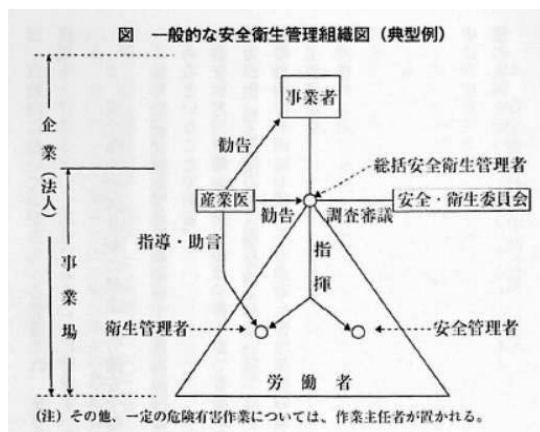 図 一般的な安全衛生管理組織図（典型例）
事業者
企業（法人）
勧告
総括安全衛生管理者
産業医
勧告
調査審議
安全・衛生委員会
指導・助言
指揮
事業場
衛生管理者
安全管理者
労働者
（注）その他、一定の危険有害作業については、作業主任者が置かれる。